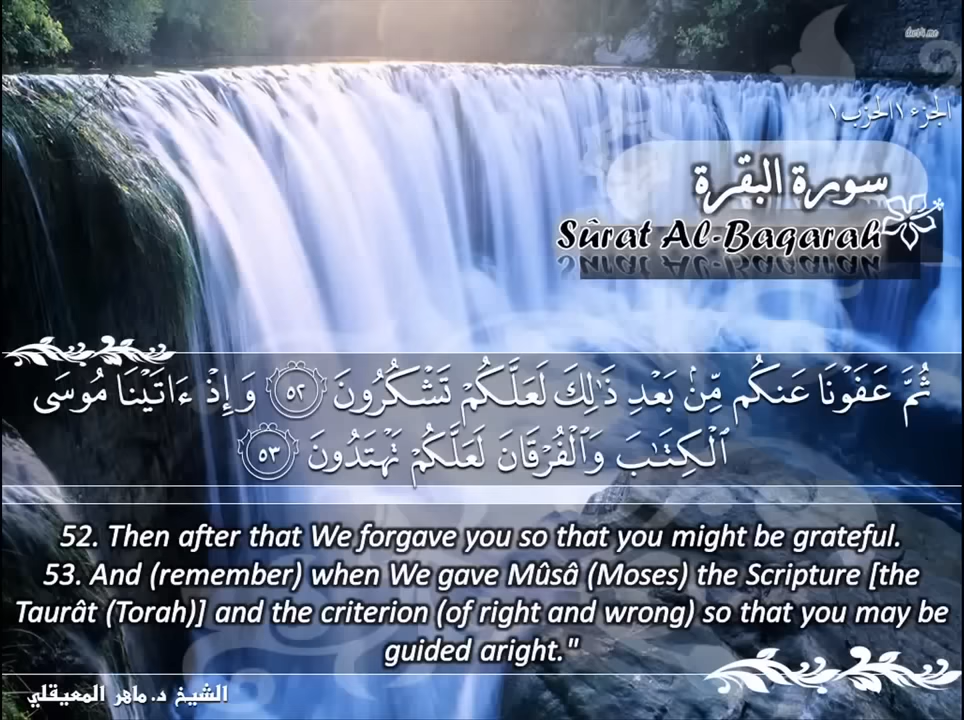 الجزء ١ الحزب ١
سورة البقرة
Sûrat Al-Baqarah
ثُمَّ عَفَوْنَا عَنكُم مِّنۢ بَعْدِ ذَٰلِكَ لَعَلَّكُمْ تَشْكُرُونَ ٥٢ وَإِذْ ءَاتَيْنَا مُوسَى
ٱلْكِتَٰبَ وَٱلْفُرْقَانَ لَعَلَّكُمْ تَهْتَدُونَ ٥٣
52. Then after that We forgave you so that you might be grateful.
53. And (remember) when We gave Mûsâ (Moses) the Scripture [the
Taurât (Torah)] and the criterion (of right and wrong) so that you may be
guided aright."
الشيخ د. ماهر المعيقلي